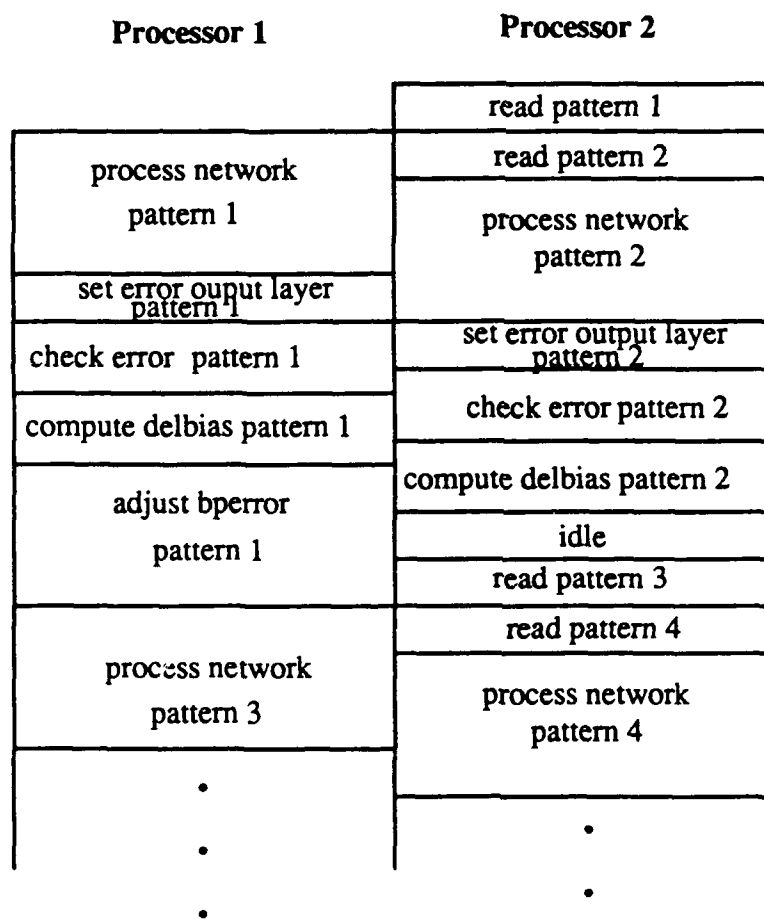 Processor 1
Processor 2
process network
pattern 1
set error ouput layer
pattern 1
check error pattern 1
compute delbias pattern 1
adjust bperror
pattern 1
process network
pattern 3
read pattern 1
read pattern 2
process network
pattern 2
set error output layer
pattern 2
check error pattern 2
compute delbias pattern 2
idle
read pattern 3
read pattern 4
process network
pattern 4